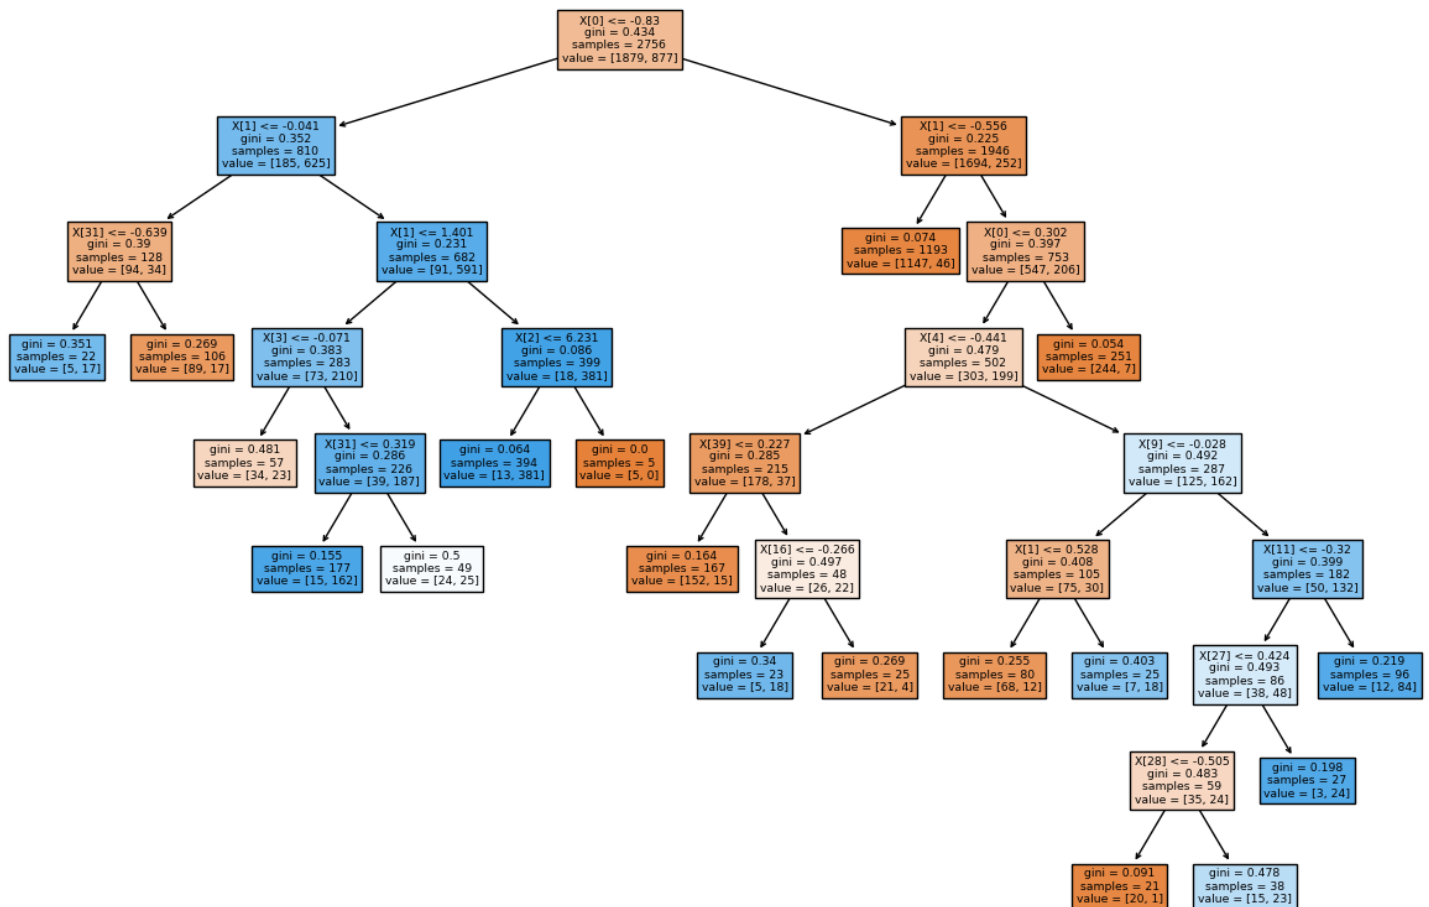 X[0] <= -0.83
gini = 0.434
samples = 2756
value = [1879, 877]
X[1] <= -0.041
gini = 0.352
samples = 810
value = [185, 625]
X[1] <= -0.556
gini = 0.225
samples = 1946
value = [1694, 252]
X[31] <= -0.639
gini = 0.39
samples = 128
value = [94, 34]
X[1] <= 1.401
gini = 0.231
samples = 682
value = [91, 591]
gini = 0.074
samples = 1193
value = [1147, 46]
X[0] <= 0.302
gini = 0.397
samples = 753
value = [547, 206]
gini = 0.351
samples = 22
value = [5, 17]
gini = 0.269
samples = 106
value = [89, 17]
X[3] <= -0.071
gini = 0.383
samples = 283
value = [73, 210]
X[2] <= 6.231
gini = 0.086
samples = 399
value = [18, 381]
X[4] <= -0.441
gini = 0.479
samples = 502
value = [303, 199]
gini = 0.054
samples = 251
value = [244, 7]
gini = 0.481
samples = 57
value = [34, 23]
X[31] <= 0.319
gini = 0.286
samples = 226
value = [39, 187]
gini = 0.064
samples = 394
value = [13, 381]
gini = 0.0
samples = 5
value = [5, 0]
X[39] <= 0.227
gini = 0.285
samples = 215
value = [178, 37]
X[9] <= -0.028
gini = 0.492
samples = 287
value = [125, 162]
gini = 0.155
samples = 177
value = [15, 162]
gini = 0.5
samples = 49
value = [24, 25]
gini = 0.164
samples = 167
value = [152, 15]
X[16] <= -0.266
gini = 0.497
samples = 48
value = [26, 22]
X[1] <= 0.528
gini = 0.408
samples = 105
value = [75, 30]
X[11] <= -0.32
gini = 0.399
samples = 182
value = [50, 132]
gini = 0.34
samples = 23
value = [5, 18]
gini = 0.269
samples = 25
value = [21, 4]
gini = 0.255
samples = 80
value = [68, 12]
gini = 0.403
samples = 25
value = [7, 18]
X[27] <= 0.424
gini = 0.493
samples = 86
value = [38, 48]
gini = 0.219
samples = 96
value = [12, 84]
X[28] <= -0.505
gini = 0.483
samples = 59
value = [35, 24]
gini = 0.198
samples = 27
value = [3, 24]
gini = 0.091
samples = 21
value = [20, 1]
gini = 0.478
samples = 38
value = [15, 23]